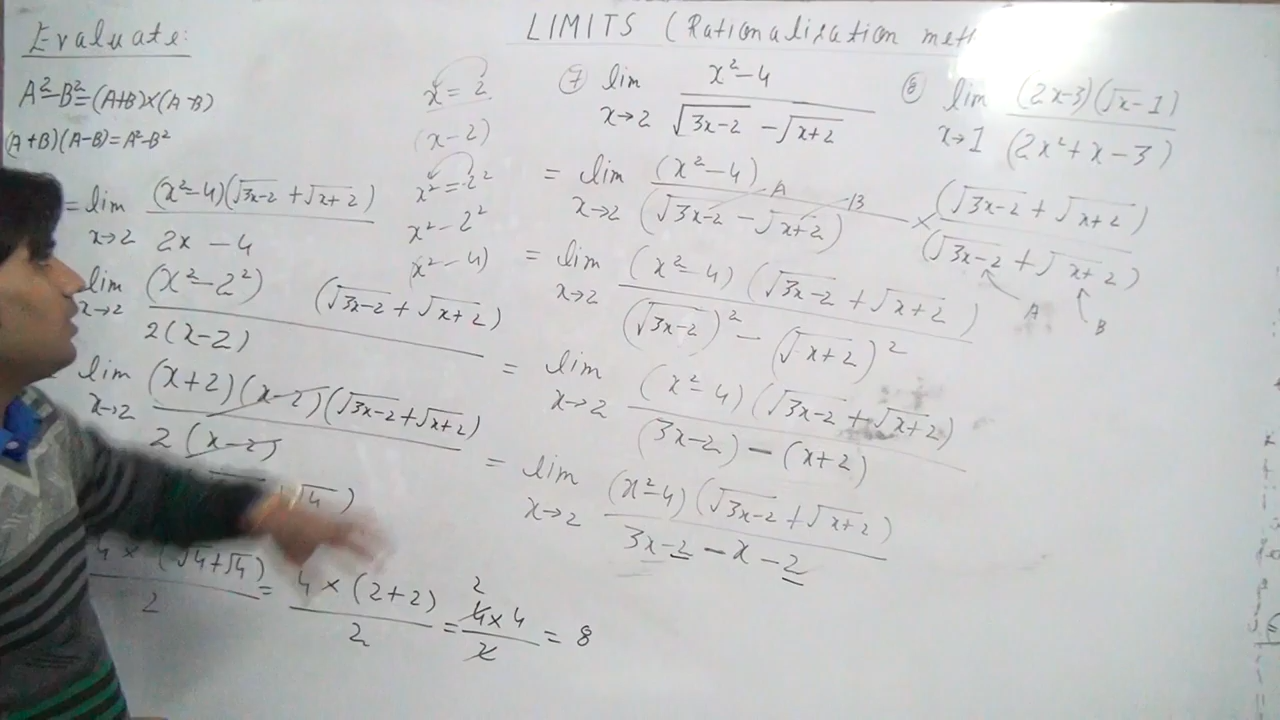 Evaluate:
A²-B²=(A+B)×(A-B)
(A+B)(A-B)=A²-B²
= lim x→2 (x²-4)(√3x-2 + √x+2) / 2x - 4
lim x→2 (x²-2²) (√3x-2 + √x+2) / 2(x-2)
lim x→2 (x+2)(x-2)(√3x-2+√x+2) / 2(x-2)
√4)
4 × (√4+√4) / 2 = 4 × (2+2) / 2 = 2 4×4 / 2 = 8
x = 2
(x-2)
x² = 2²
x² - 2²
(x² - 4)
LIMITS (Rationalization meth
⑦ lim x→2 x²-4 / √3x-2 - √x+2
= lim x→2 (x²-4) / (√3x-2 - √x+2) × (√3x-2 + √x+2) / (√3x-2 + √x+2)
A B
A B
= lim x→2 (x²-4) (√3x-2 + √x+2) / (√3x-2)² - (√x+2)²
= lim x→2 (x²-4) (√3x-2 + √x+2) / (3x-2) - (x+2)
= lim x→2 (x²-4) (√3x-2 + √x+2) / 3x-2 - x - 2
⑧ lim x→1 (2x-3)(√x-1) / (2x²+x-3)